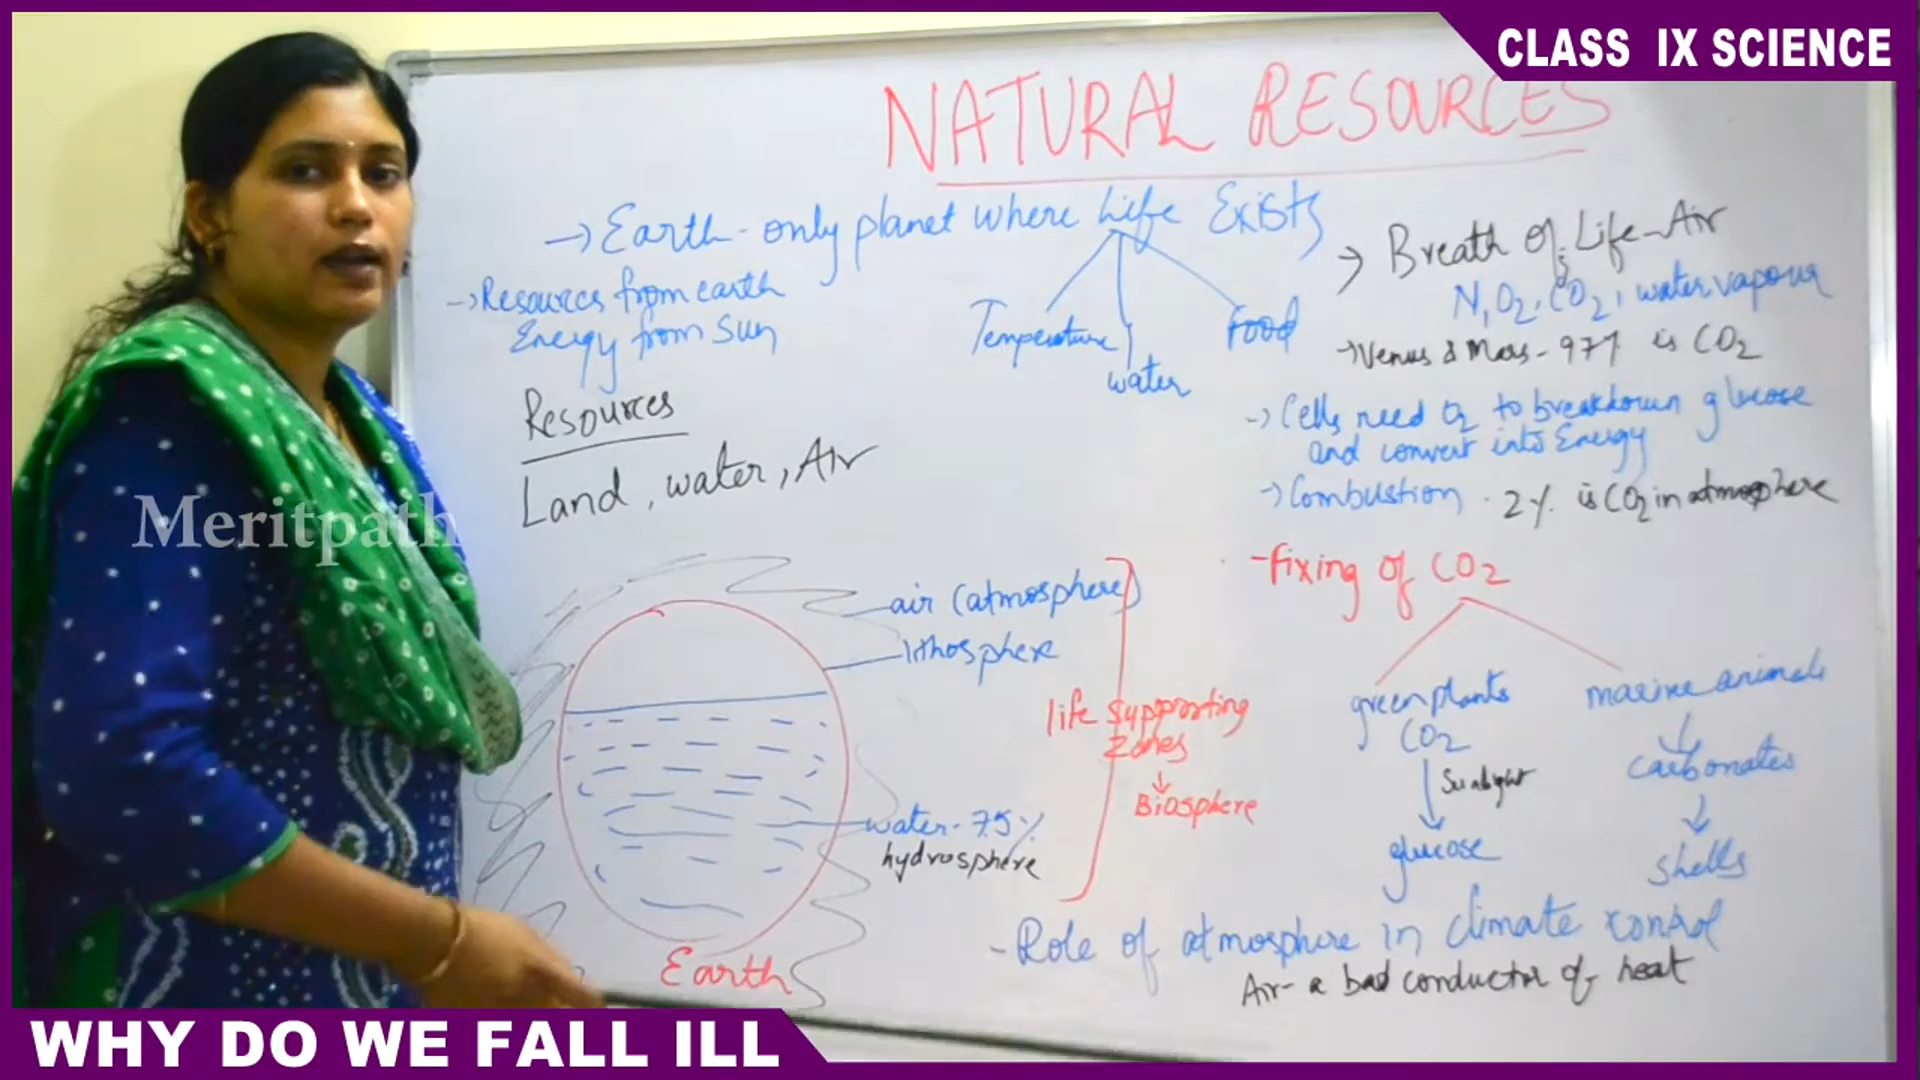 CLASS IX SCIENCE
NATURAL RESOURCES
→ Earth - only planet where Life Exists
Temperature
water
Food
→ Resources from earth
Energy from Sun
Resources
Land, water, Air
→ Breath of Life - Air
N, O2, CO2, water vapour
→ Venus & Mars - 97% is CO2
→ Cells need O2 to breakdown glucose
and convert into Energy
→ Combustion . 2% is CO2 in atmosphere
- fixing of CO2
green plants
CO2
Sunlight
glucose
marine animals
carbonates
shells
air (atmosphere)
lithosphere
water - 75%
hydrosphere
life supporting
zones
Biosphere
Earth
- Role of atmosphere in climate control
Air - a bad conductor of heat
Meritpath
WHY DO WE FALL ILL